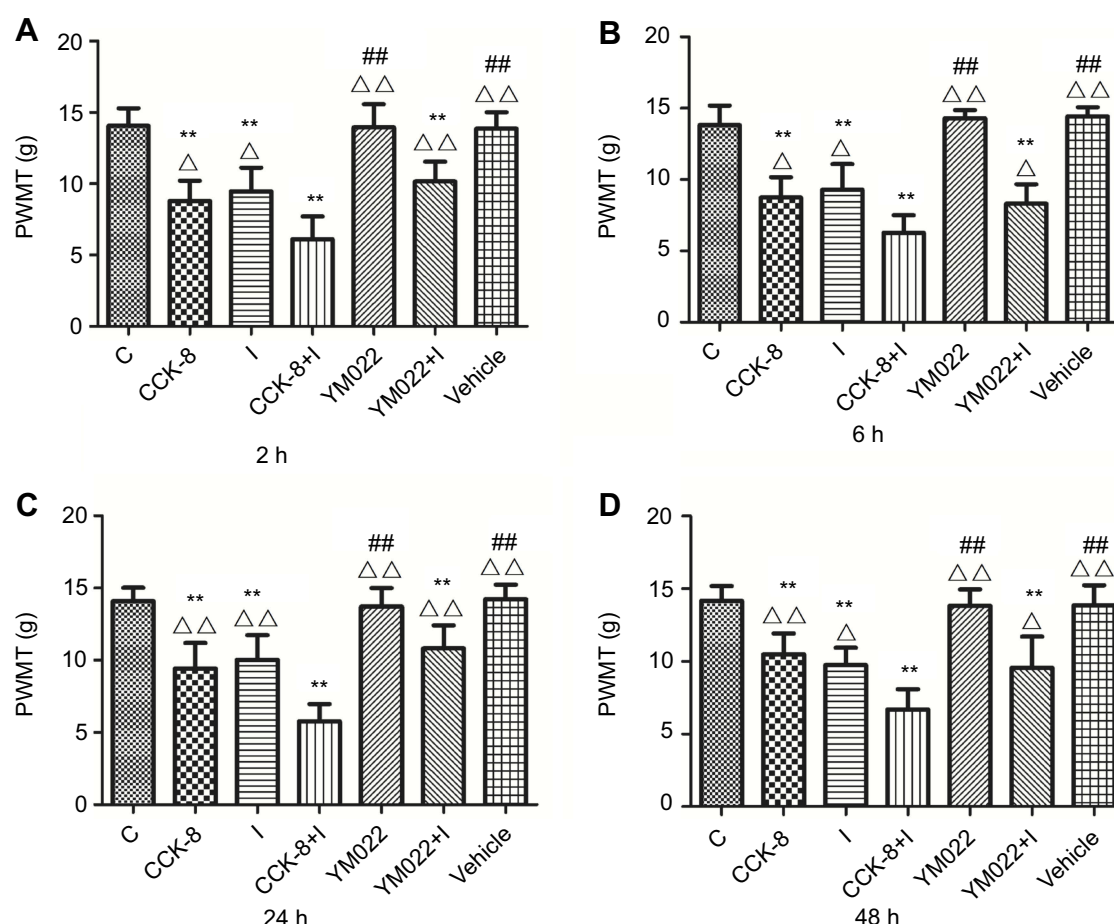 A
PWMT (g)
20
15
10
5
0
**
△
**
△
**
##
△△
**
△△
##
△△
C
CCK-8
I
CCK-8+I
YM022
YM022+I
Vehicle
2 h
B
PWMT (g)
20
15
10
5
0
**
△
**
△
**
##
△△
**
△
##
△△
C
CCK-8
I
CCK-8+I
YM022
YM022+I
Vehicle
6 h
C
PWMT (g)
20
15
10
5
0
**
△△
**
△△
**
##
△△
**
△△
##
△△
C
CCK-8
I
CCK-8+I
YM022
YM022+I
Vehicle
24 h
D
PWMT (g)
20
15
10
5
0
**
△△
**
△
**
##
△△
**
△
##
△△
C
CCK-8
I
CCK-8+I
YM022
YM022+I
Vehicle
48 h